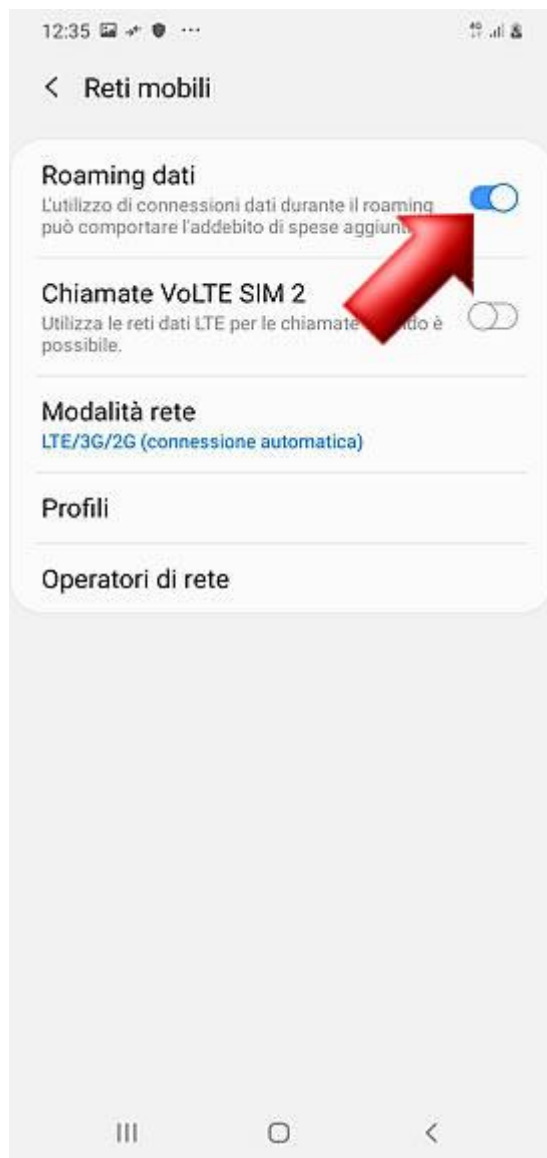 12:35
Reti mobili
Roaming dati
L'utilizzo di connessioni dati durante il roaming
può comportare l'addebito di spese
Chiamate VoLTE SIM 2
Utilizza le reti dati LTE per le chiamate è
possibile.
Modalità rete
LTE/3G/2G (connessione automatica)
Profili
Operatori di rete